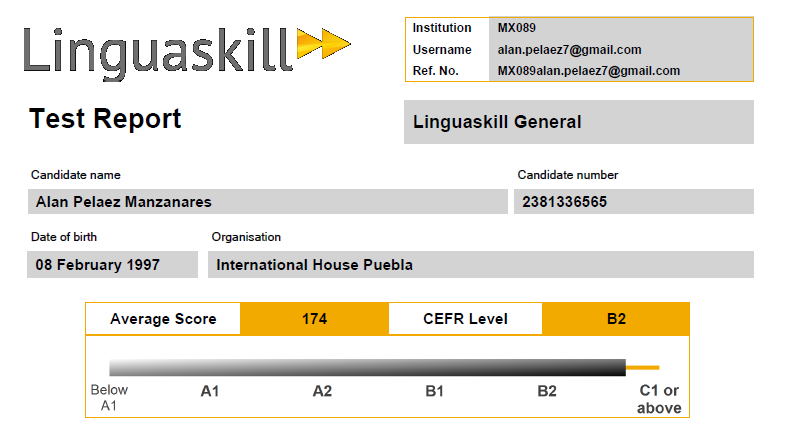 Linguaskill
Institution MX089
Username alan.pelaez7@gmail.com
Ref. No. MX089alan.pelaez7@gmail.com
Test Report
Linguaskill General
Candidate name
Candidate number
Alan Pelaez Manzanares
2381336565
Date of birth
Organisation
08 February 1997
International House Puebla
Average Score 174 CEFR Level B2
Below A1 A2 B1 B2 C1 or
A1 above